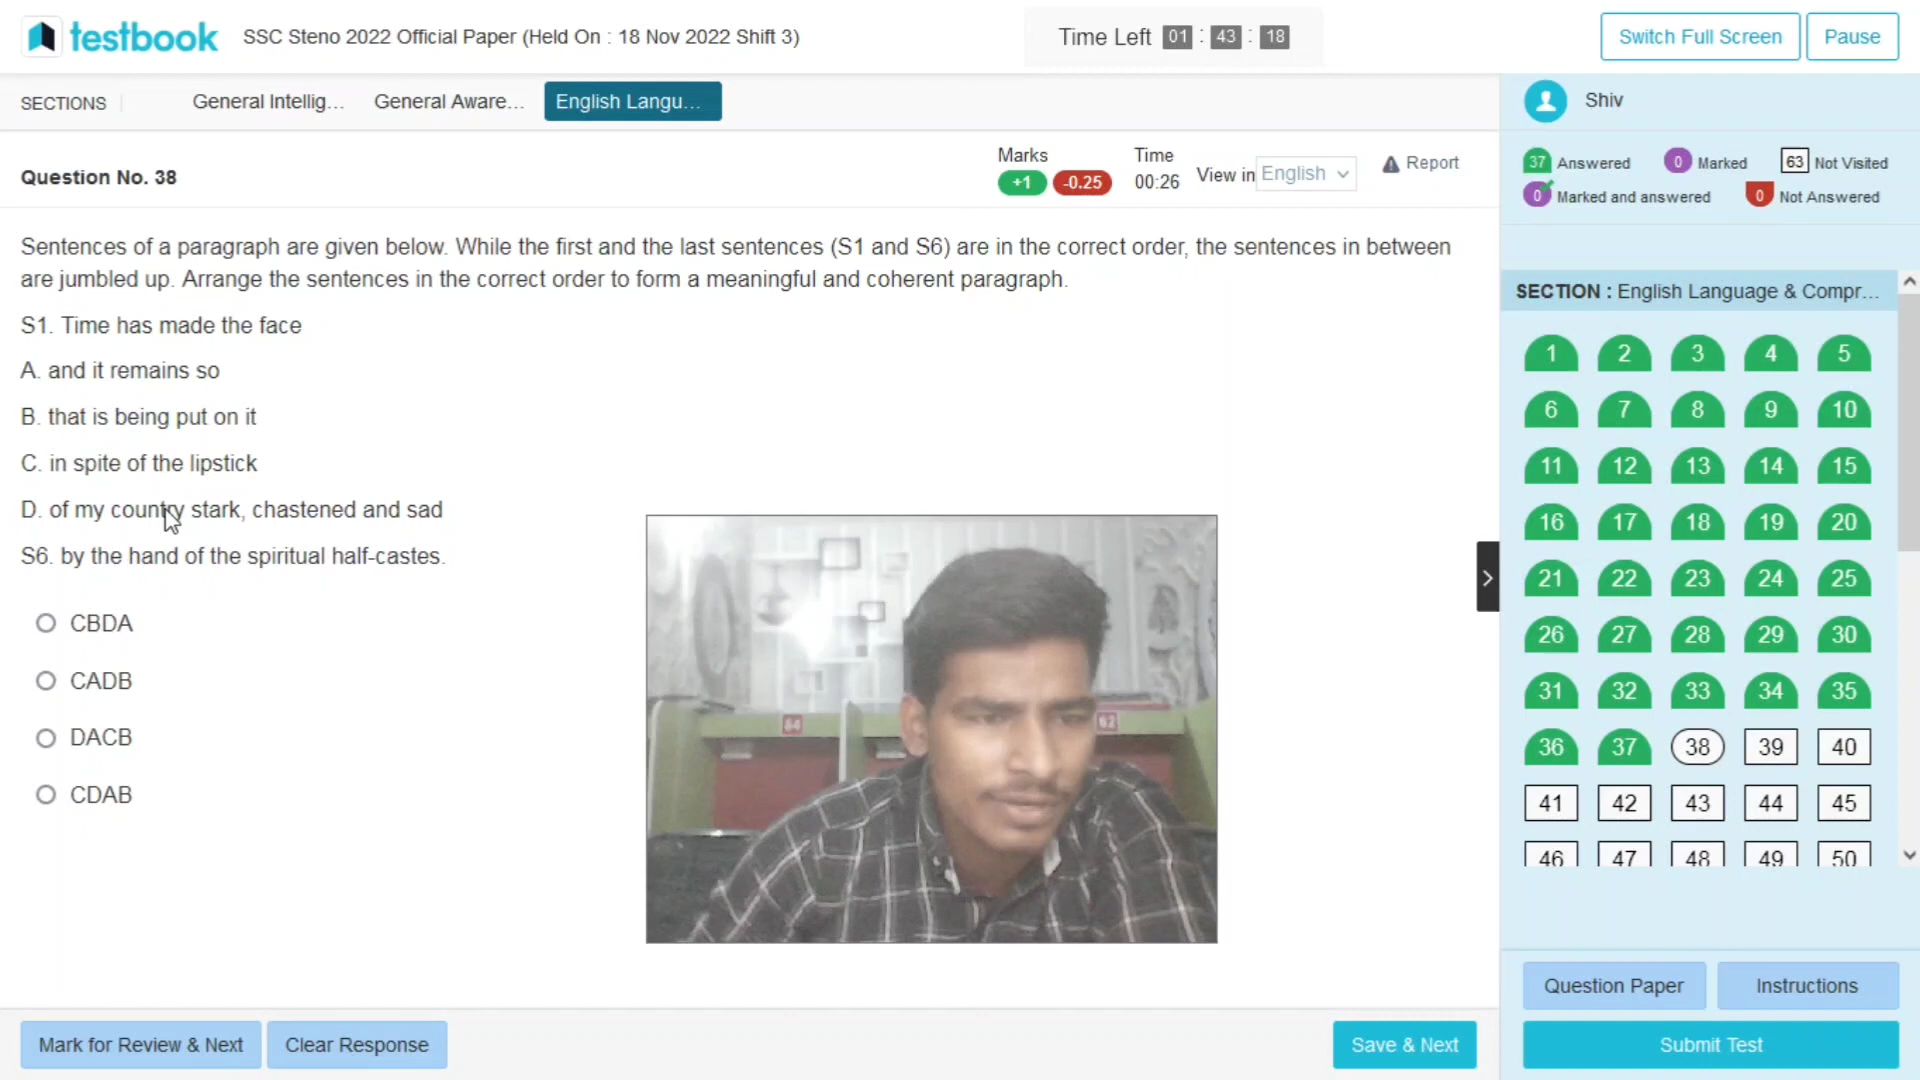 testbook
SSC Steno 2022 Official Paper (Held On : 18 Nov 2022 Shift 3)
Time Left 01 : 43 : 18
Switch Full Screen
Pause
SECTIONS
General Intellig...
General Aware...
English Langu...
Shiv
Question No. 38
Marks
+1
-0.25
Time
00:26
View in English
Report
37 Answered
0 Marked
63 Not Visited
0 Marked and answered
0 Not Answered
Sentences of a paragraph are given below. While the first and the last sentences (S1 and S6) are in the correct order, the sentences in between
are jumbled up. Arrange the sentences in the correct order to form a meaningful and coherent paragraph.
S1. Time has made the face
A. and it remains so
B. that is being put on it
C. in spite of the lipstick
D. of my country stark, chastened and sad
S6. by the hand of the spiritual half-castes.
CBDA
CADB
DACB
CDAB
84
62
SECTION : English Language & Compr...
1 2 3 4 5
6 7 8 9 10
11 12 13 14 15
16 17 18 19 20
21 22 23 24 25
26 27 28 29 30
31 32 33 34 35
36 37 38 39 40
41 42 43 44 45
46 47 48 49 50
Question Paper
Instructions
Mark for Review & Next
Clear Response
Save & Next
Submit Test